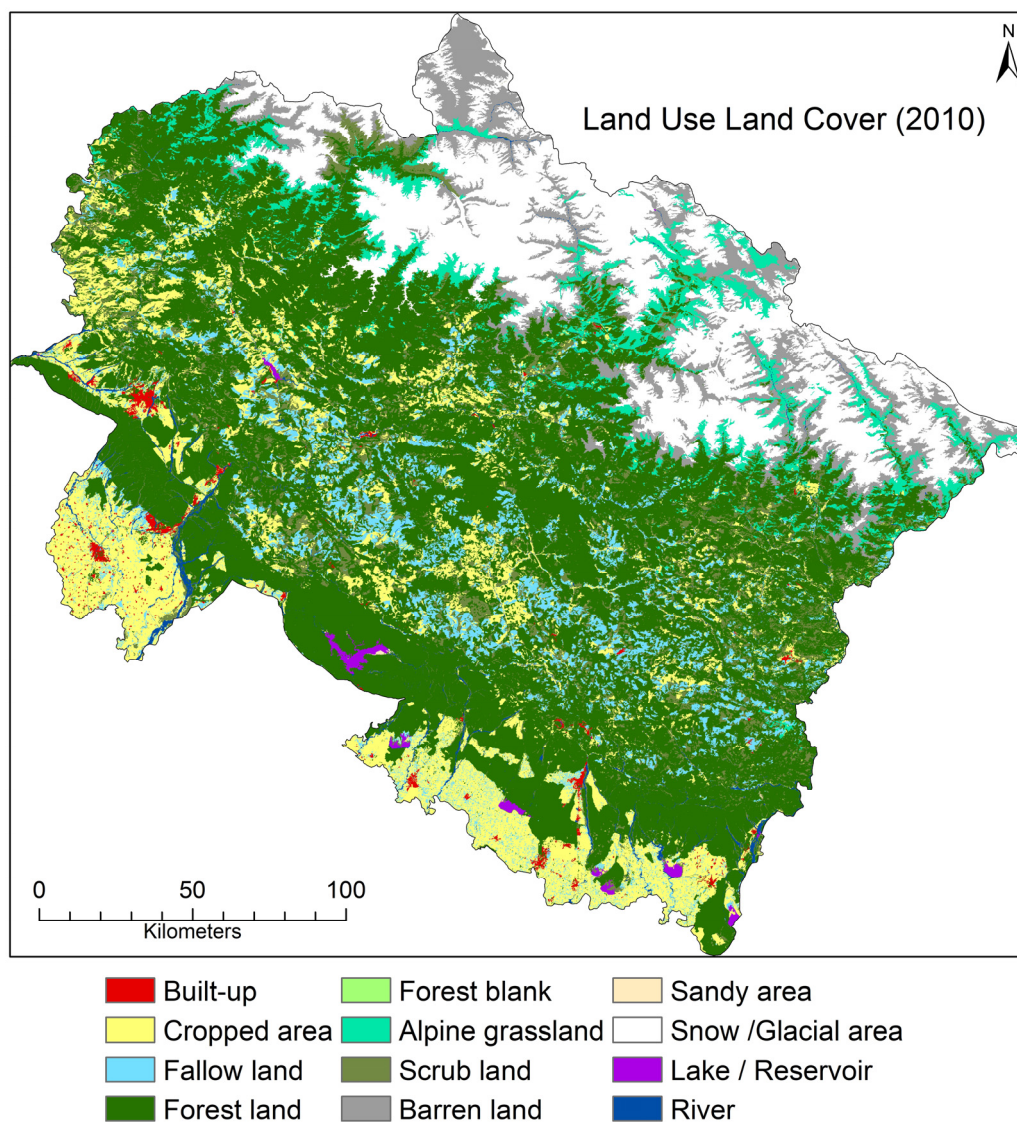 N
Land Use Land Cover (2010)
0 50 100
Kilometers
Built-up Forest blank Sandy area
Cropped area Alpine grassland Snow /Glacial area
Fallow land Scrub land Lake / Reservoir
Forest land Barren land River